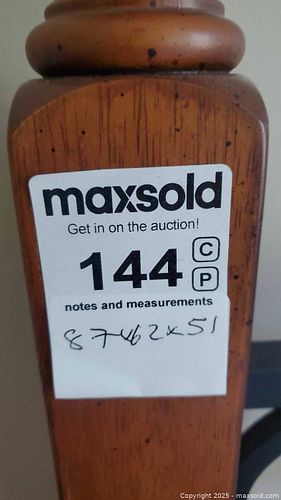 maxsold
Get in on the auction!
144 C
P
notes and measurements
87x62x51
Copyright 2025 - maxsold.com